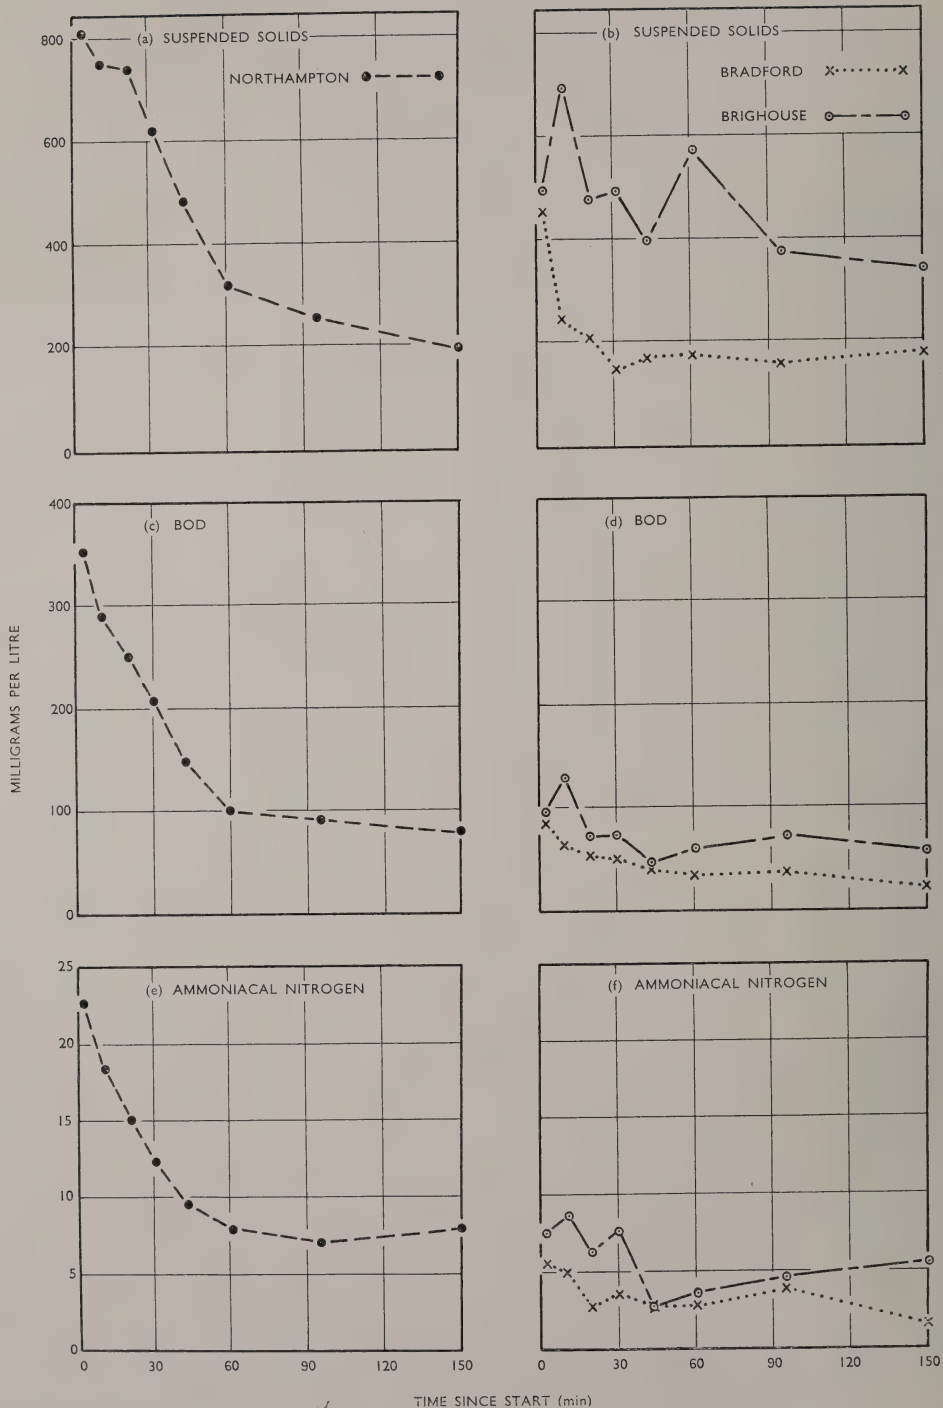 (a) SUSPENDED SOLIDS
NORTHAMPTON
800
600
400
200
0
(b) SUSPENDED SOLIDS
BRADFORD
BRIGHOUSE
MILLIGRAMS PER LITRE
(c) BOD
400
300
200
100
0
(d) BOD
(e) AMMONIACAL NITROGEN
25
20
15
10
5
0
0 30 60 90 120 150
(f) AMMONIACAL NITROGEN
0 30 60 90 120 150
TIME SINCE START (min)